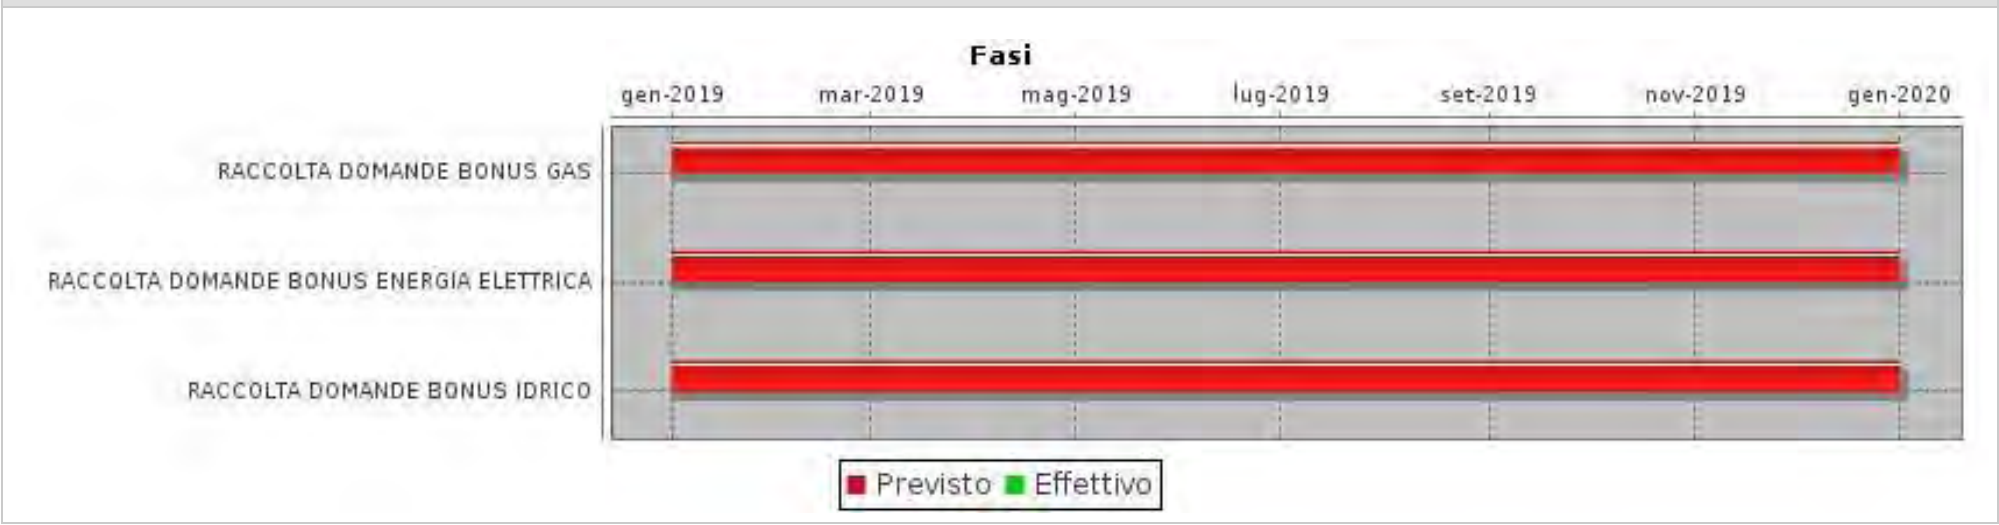 Fasi
gen-2019 mar-2019 mag-2019 lug-2019 set-2019 nov-2019 gen-2020
RACCOLTA DOMANDE BONUS GAS
RACCOLTA DOMANDE BONUS ENERGIA ELETTRICA
RACCOLTA DOMANDE BONUS IDRICO
Previsto Effettivo